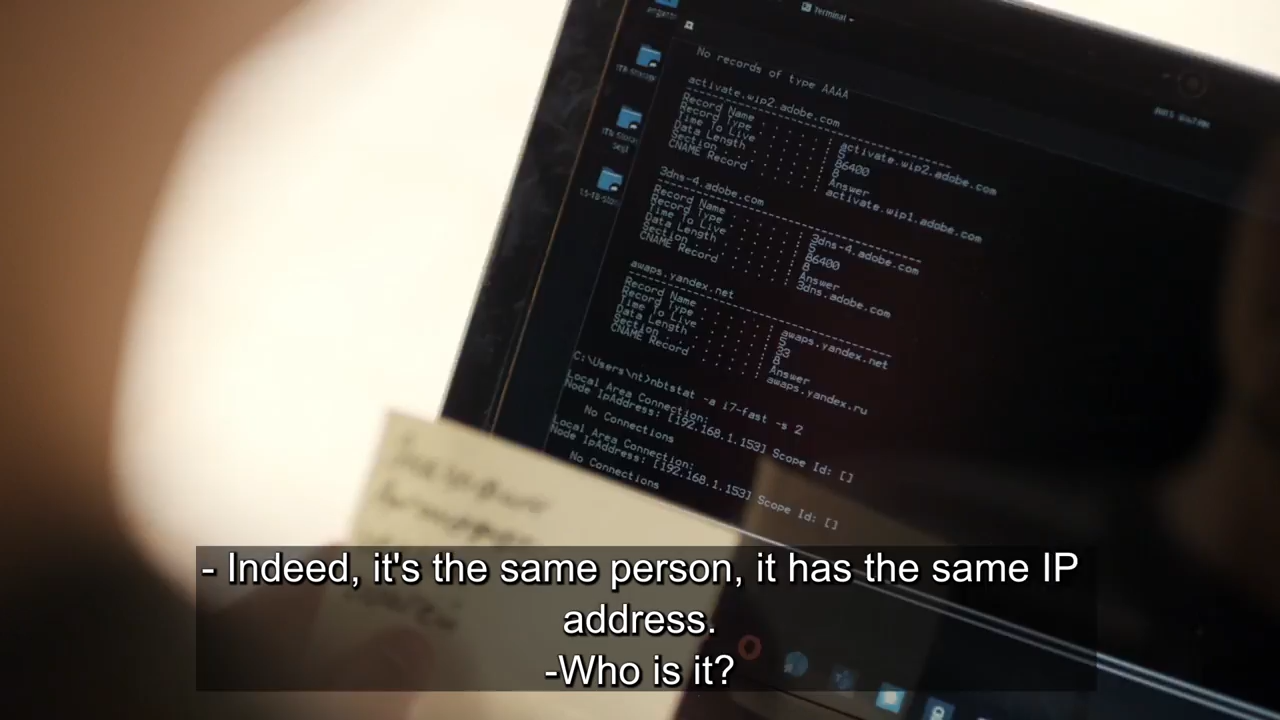 Terminal
No records of type AAAA
activate.wip2.adobe.com
Record Name . . . . . : activate.wip2.adobe.com
Record Type . . . . . : 5
Time To Live . . . . : 86400
Data Length . . . . . : 8
Section . . . . . . . : Answer
CNAME Record . . . . : activate.wip1.adobe.com
3dns-4.adobe.com
Record Name . . . . . : 3dns-4.adobe.com
Record Type . . . . . : 5
Time To Live . . . . : 86400
Data Length . . . . . : 8
Section . . . . . . . : Answer
CNAME Record . . . . : 3dns.adobe.com
awaps.yandex.net
Record Name . . . . . : awaps.yandex.net
Record Type . . . . . : 5
Time To Live . . . . : 53
Data Length . . . . . : 8
Section . . . . . . . : Answer
CNAME Record . . . . : awaps.yandex.ru
C:\Users\nt>nbtstat -a i7-fast -s 2
Local Area Connection:
Node IpAddress: [192.168.1.153] Scope Id: []
No Connections
Local Area Connection:
Node IpAddress: [192.168.1.153] Scope Id: []
No Connections
- Indeed, it's the same person, it has the same IP
address.
-Who is it?